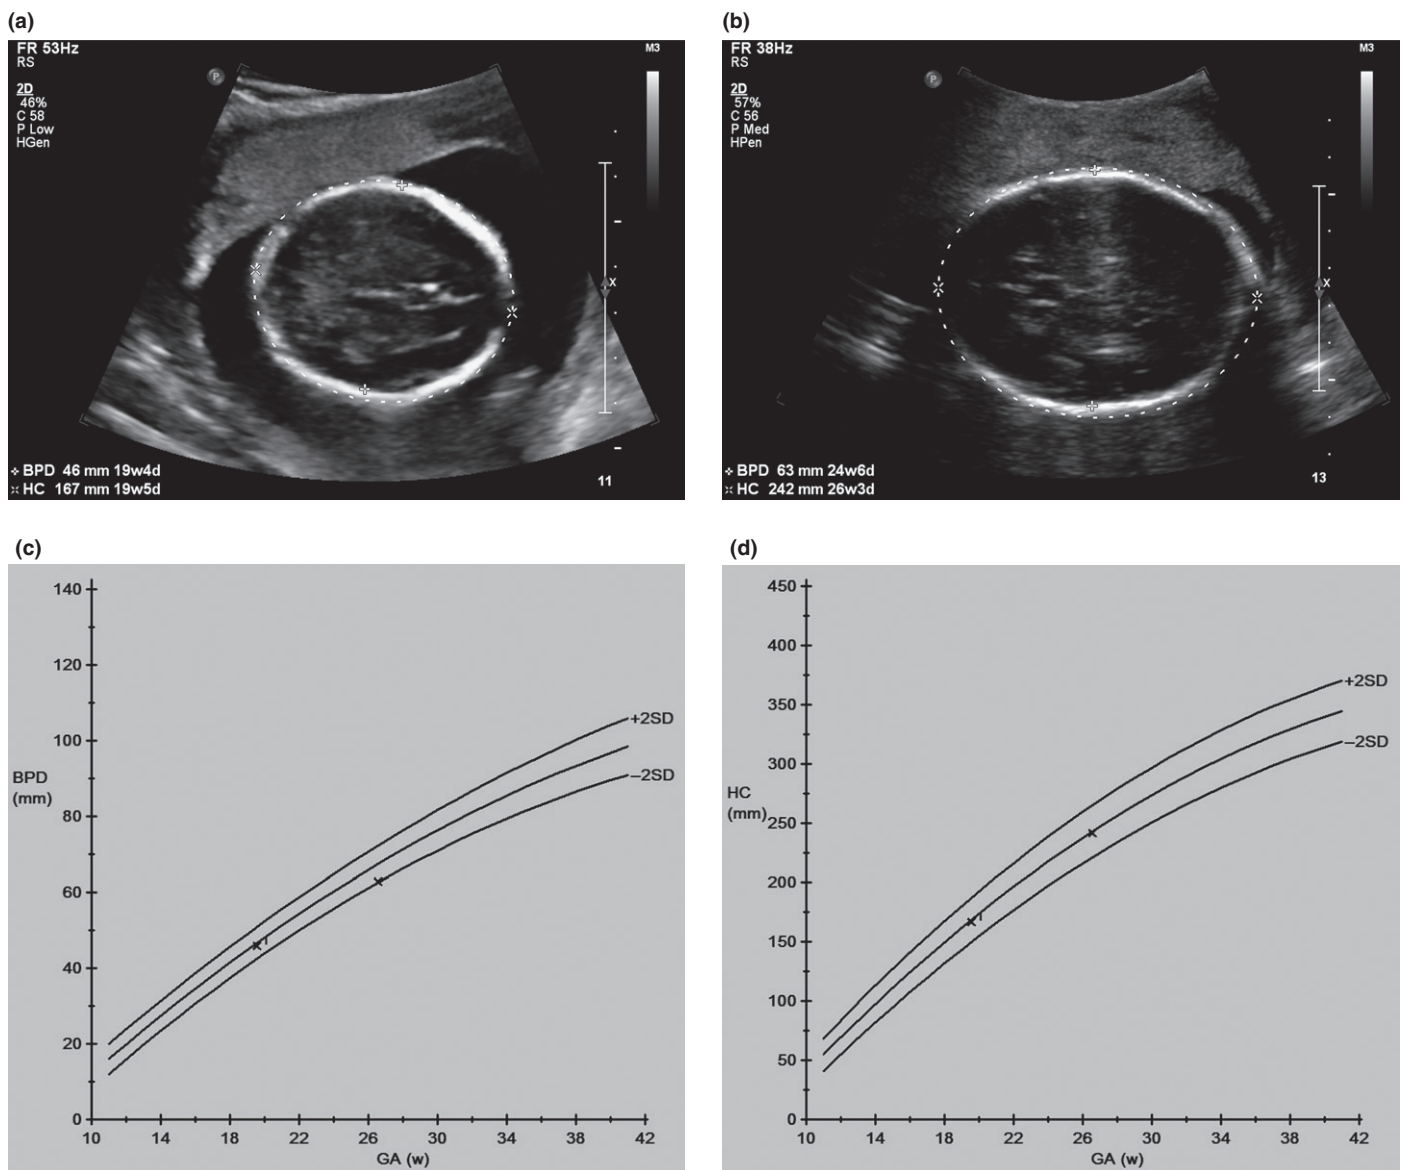 (a)
FR 53Hz
RS
2D
46%
C 58
P Low
HGen
P
M3
X
BPD 46 mm 19w4d
HC 167 mm 19w5d
11
(b)
FR 38Hz
RS
2D
57%
C 56
P Med
HPen
P
M3
X
BPD 63 mm 24w6d
HC 242 mm 26w3d
13
(c)
140
120
100
80
60
40
20
0
BPD
(mm)
+2SD
–2SD
1
10 14 18 22 26 30 34 38 42
GA (w)
(d)
450
400
350
300
250
200
150
100
50
0
HC
(mm)
+2SD
–2SD
1
10 14 18 22 26 30 34 38 42
GA (w)